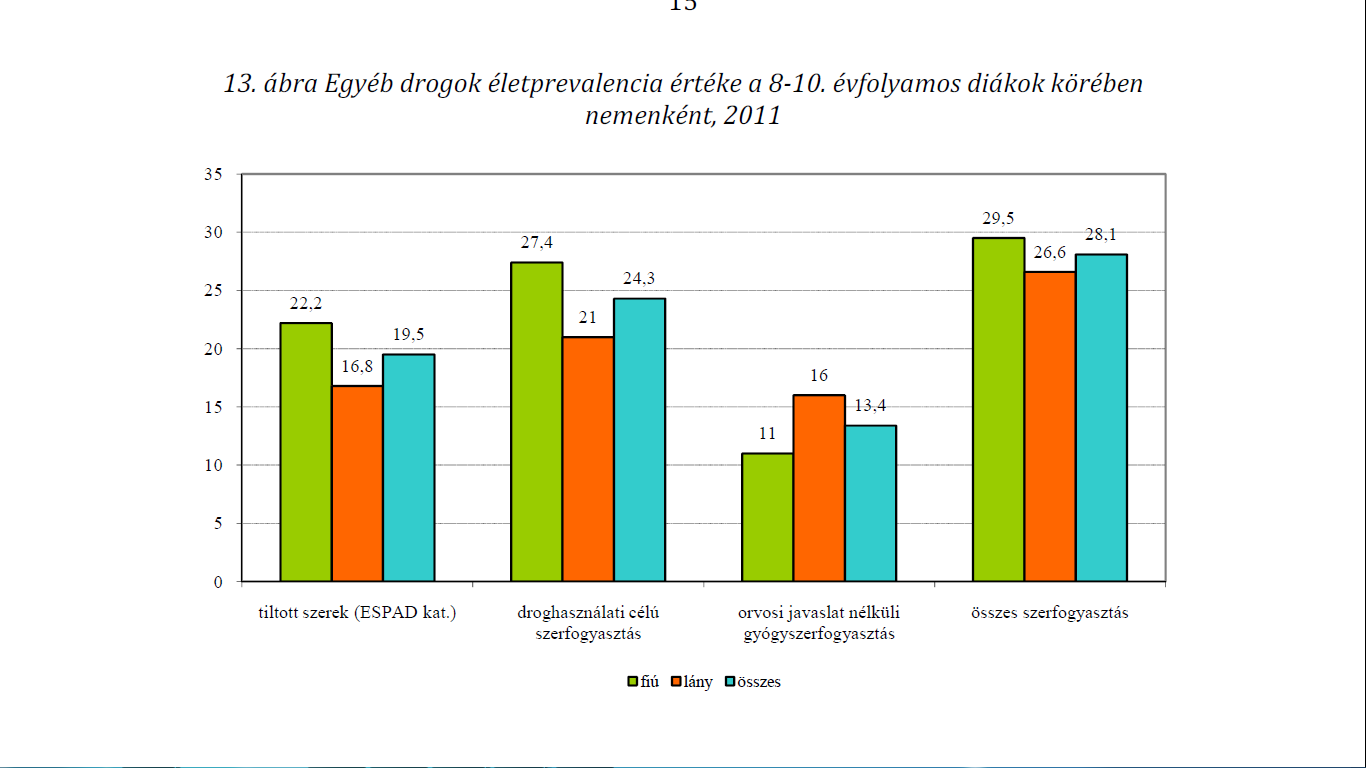 15
13. ábra Egyéb drogok életprevalencia értéke a 8-10. évfolyamos diákok körében
nemenként, 2011
35
30
25
20
15
10
5
0
22,2
16,8
19,5
27,4
21
24,3
11
16
13,4
29,5
26,6
28,1
tiltott szerek (ESPAD kat.)
droghasználati célú
szerfogyasztás
orvosi javaslat nélküli
gyógyszerfogyasztás
összes szerfogyasztás
fiú lány összes